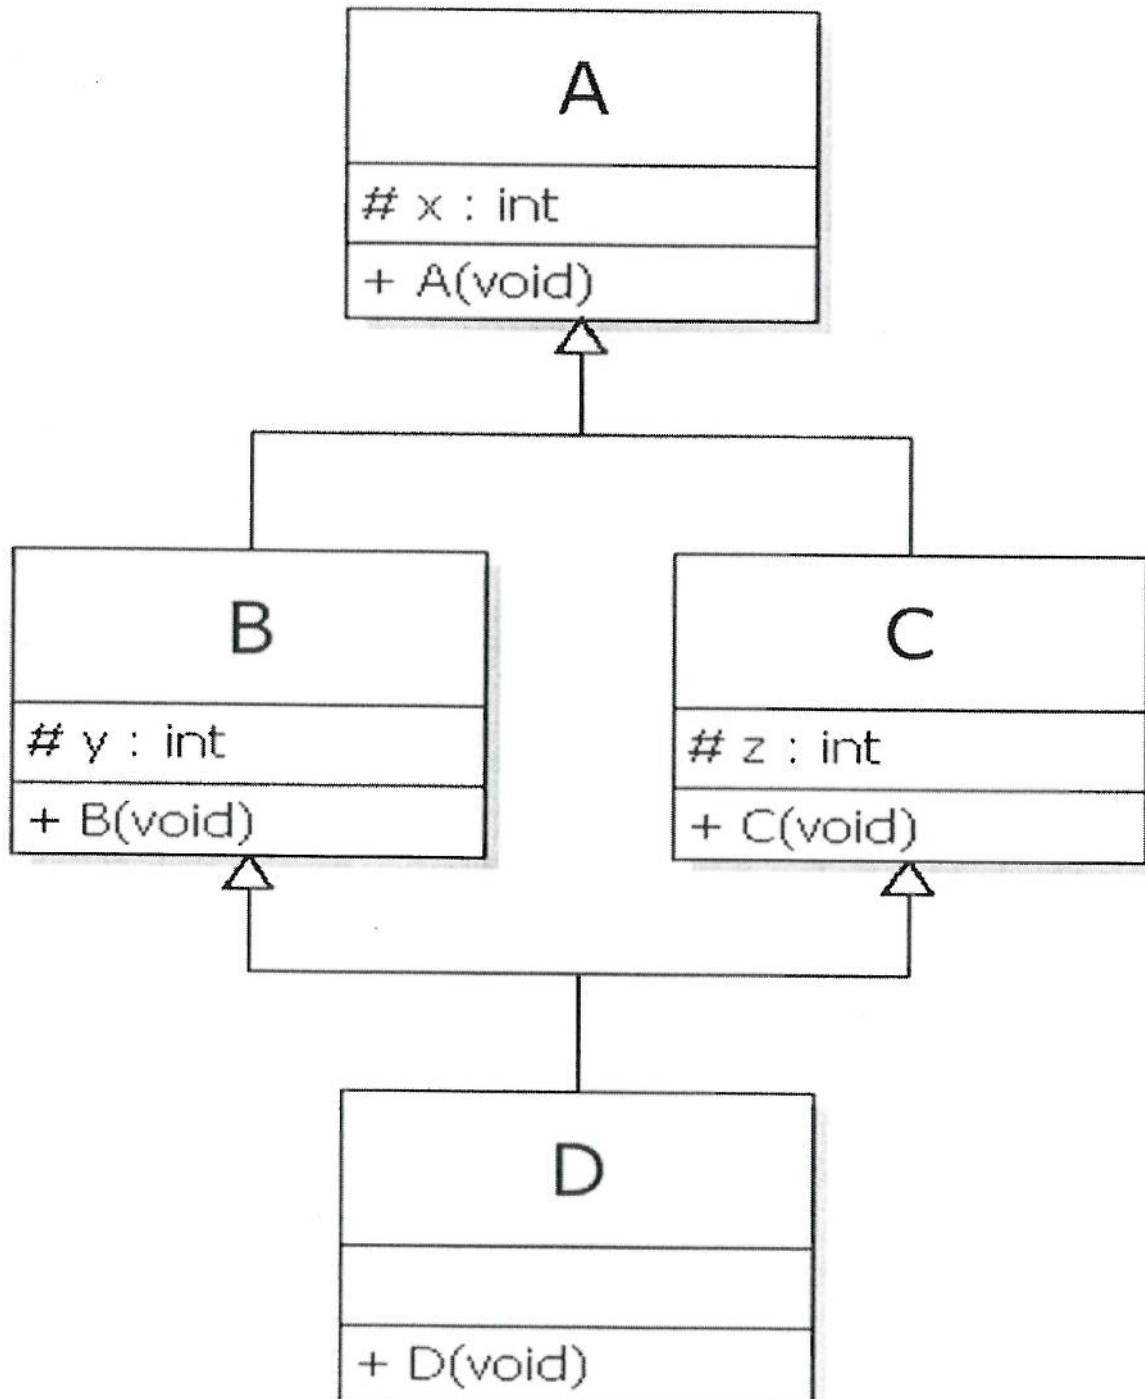 A
# x : int
+ A(void)
B
# y : int
+ B(void)
C
# z : int
+ C(void)
D
+ D(void)